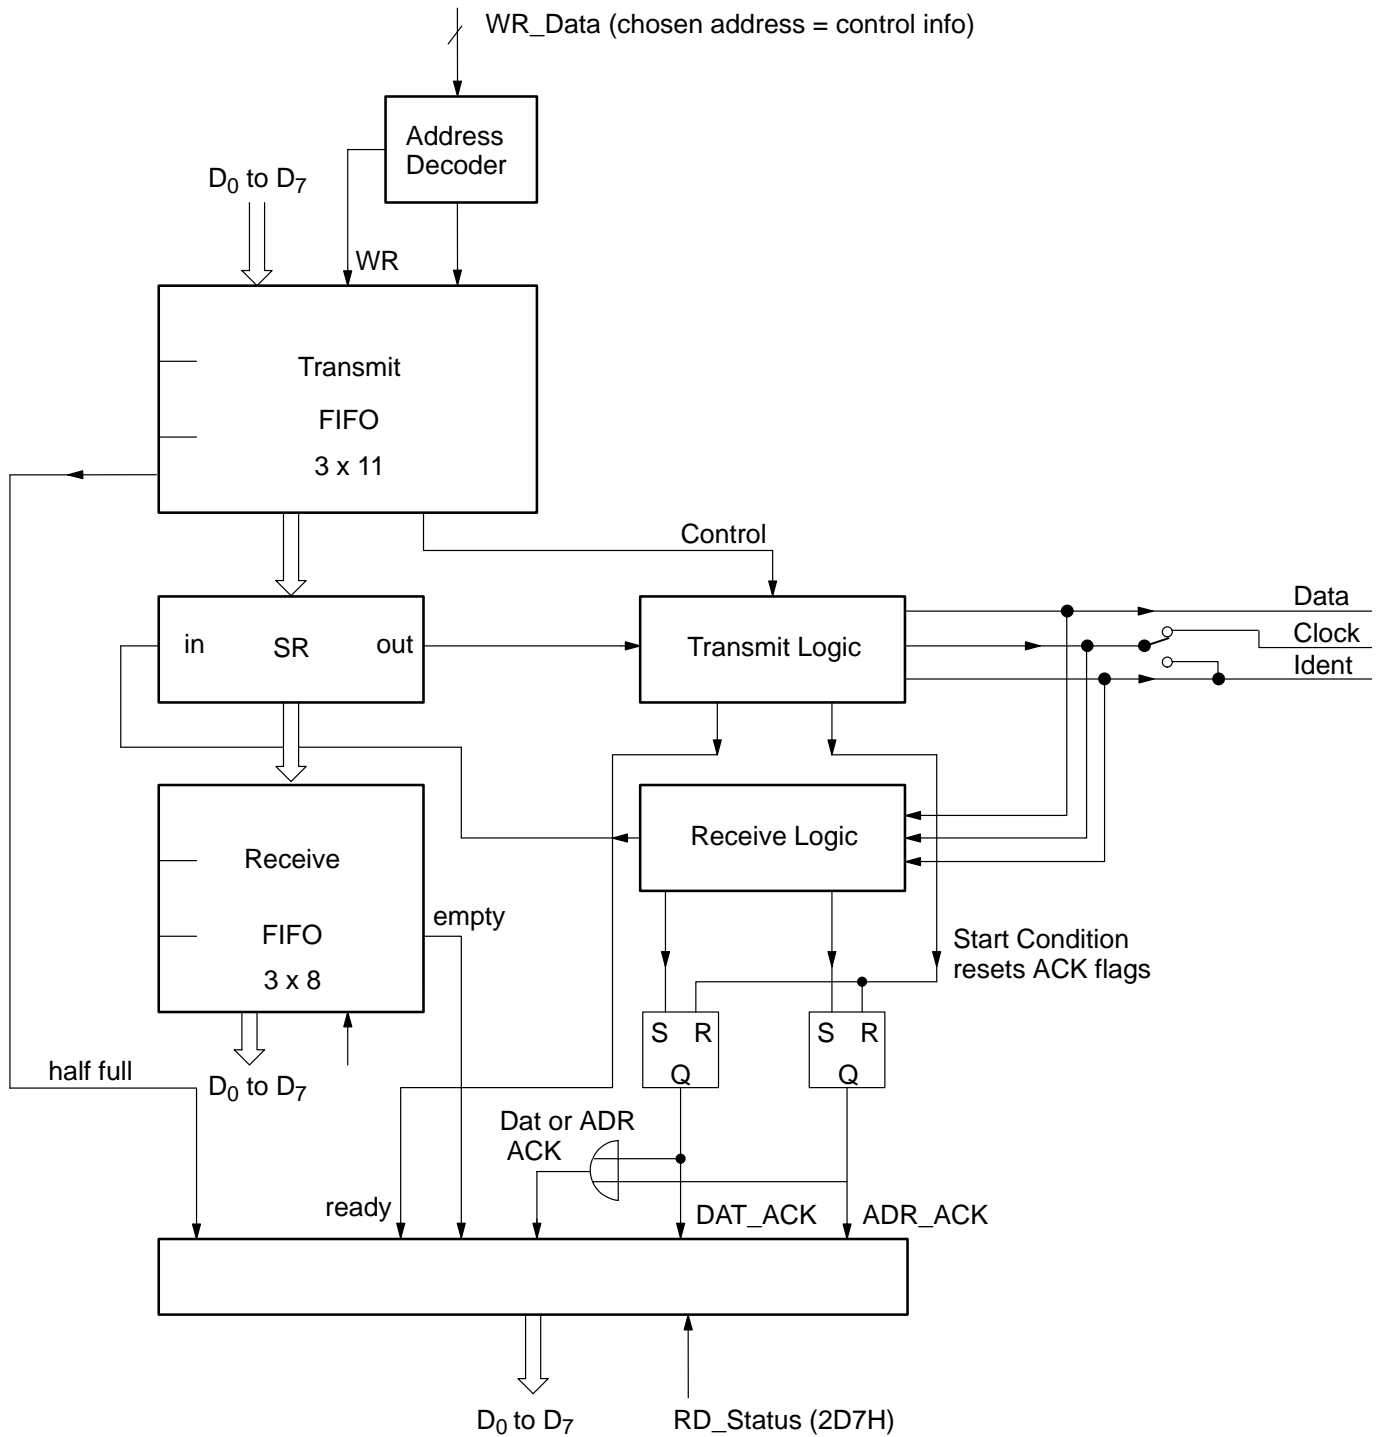 WR_Data (chosen address = control info)
Address
Decoder
D0 to D7
WR
Transmit
FIFO
3 x 11
Control
in
SR
out
Transmit Logic
Data
Clock
Ident
Receive
FIFO
3 x 8
empty
Receive Logic
Start Condition
resets ACK flags
S R
Q
S R
Q
half full
D0 to D7
Dat or ADR
ACK
ready
DAT_ACK
ADR_ACK
D0 to D7
RD_Status (2D7H)